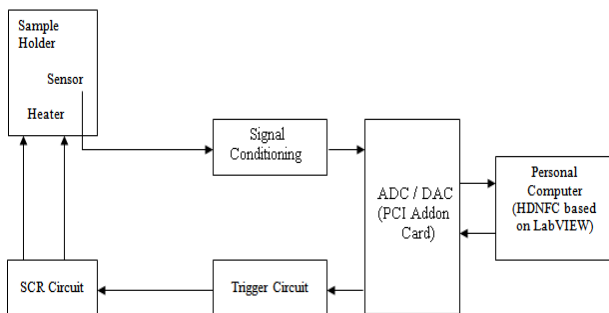 Sample
Holder
Sensor
Heater
Signal
Conditioning
ADC / DAC
(PCI Addon
Card)
Personal
Computer
(HDNFC based
on LabVIEW)
SCR Circuit
Trigger Circuit